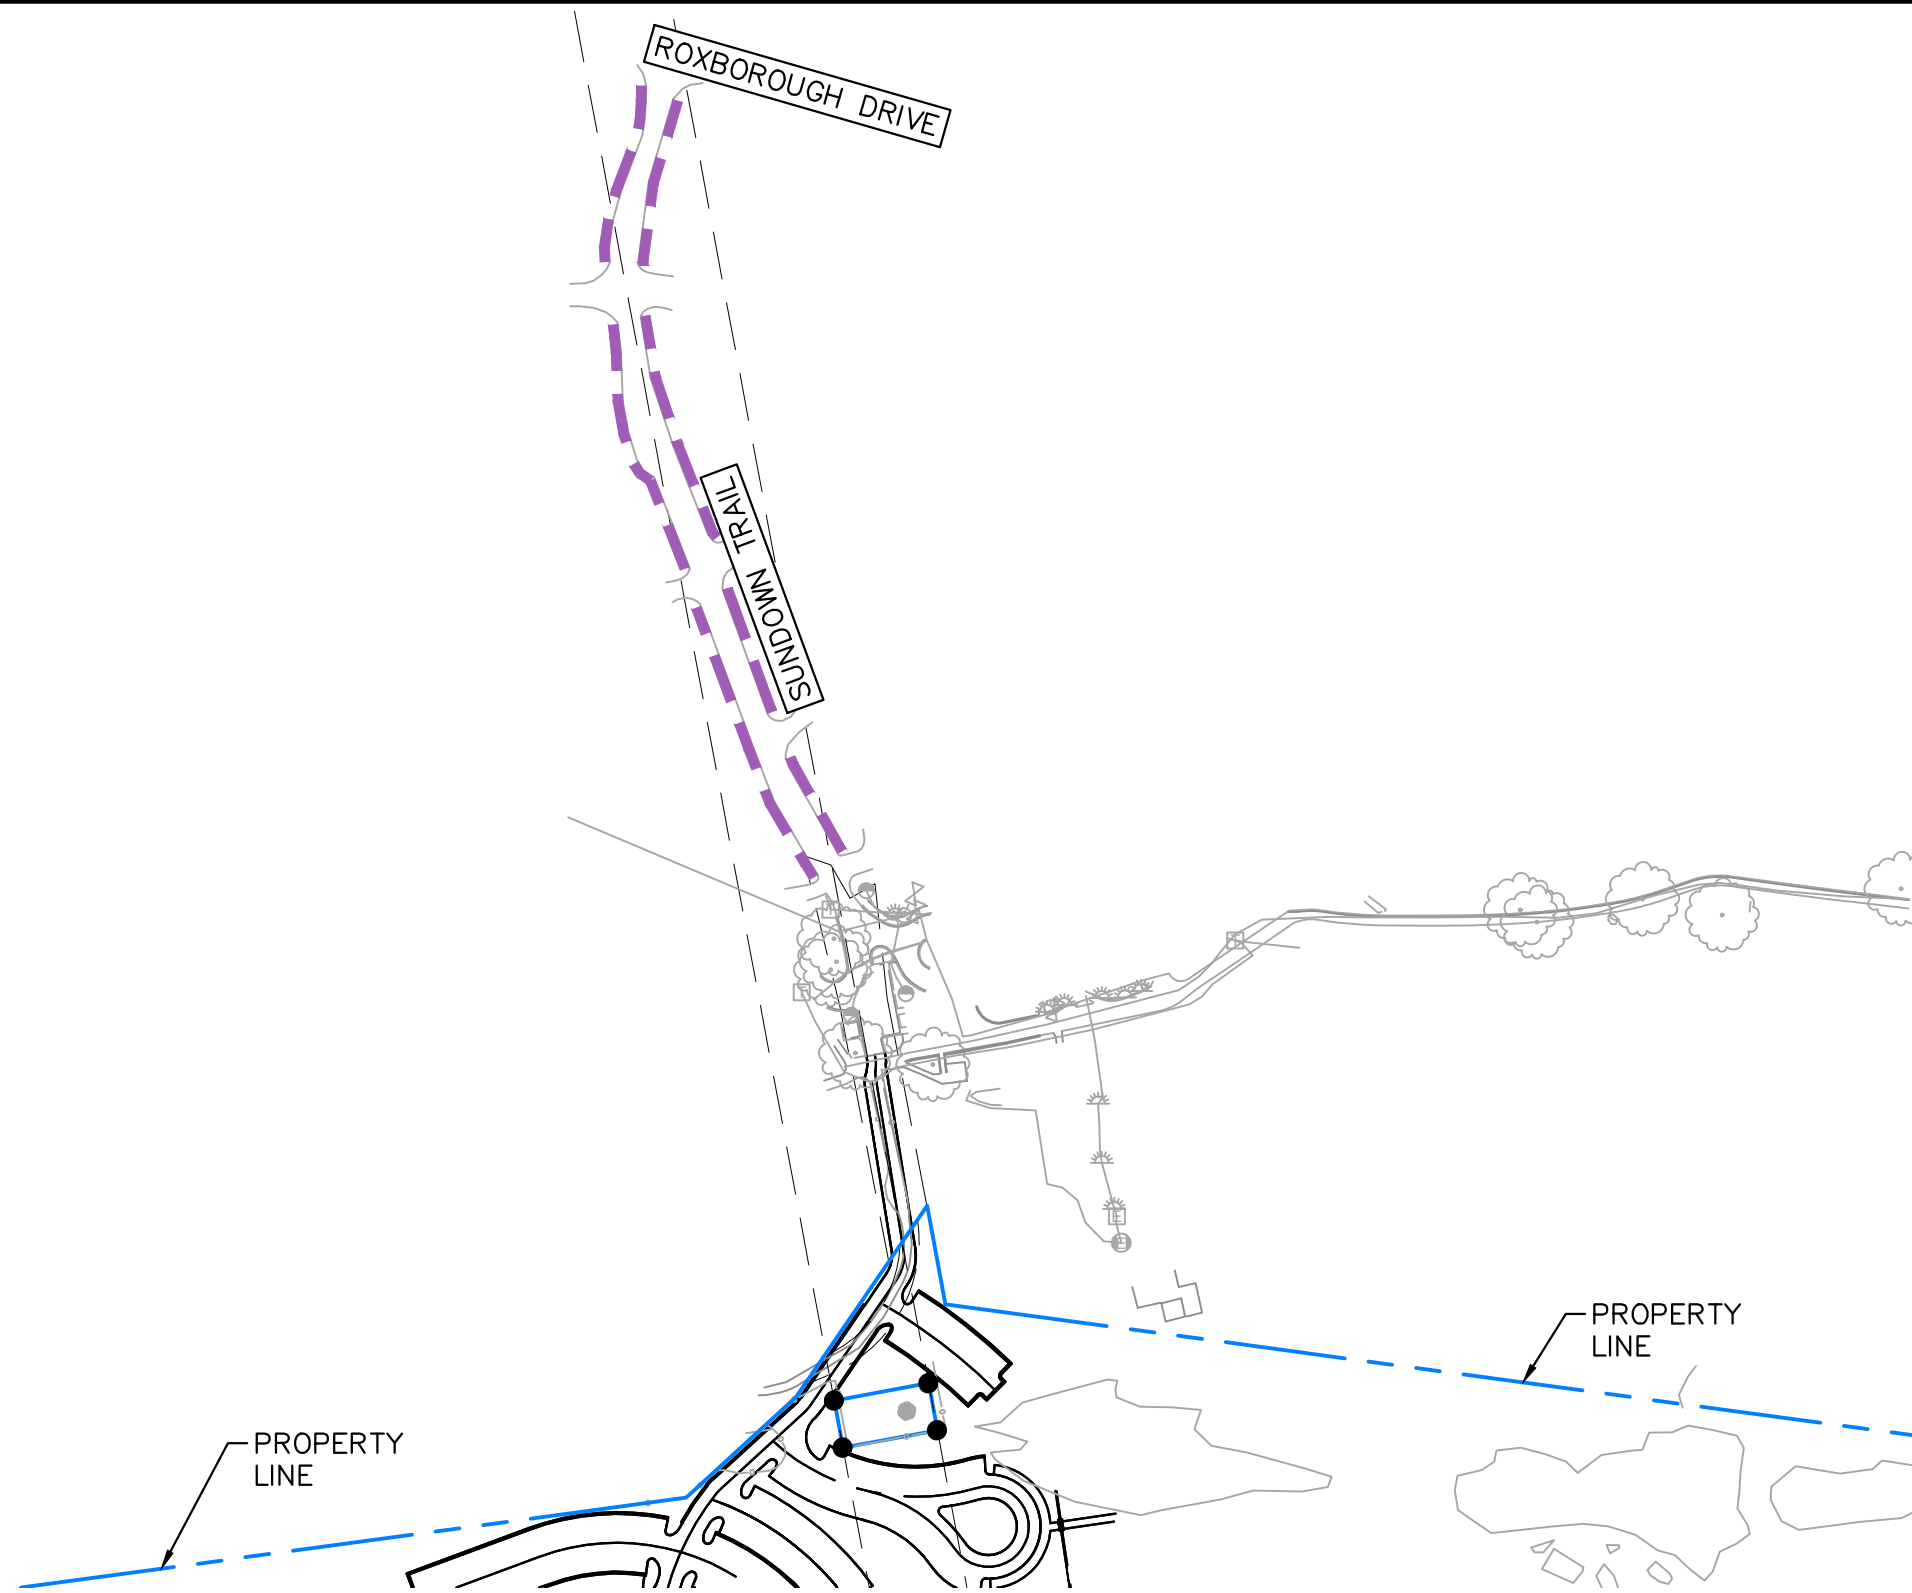 ROXBOROUGH DRIVE
SUNDOWN TRAIL
PROPERTY
LINE
PROPERTY
LINE
E